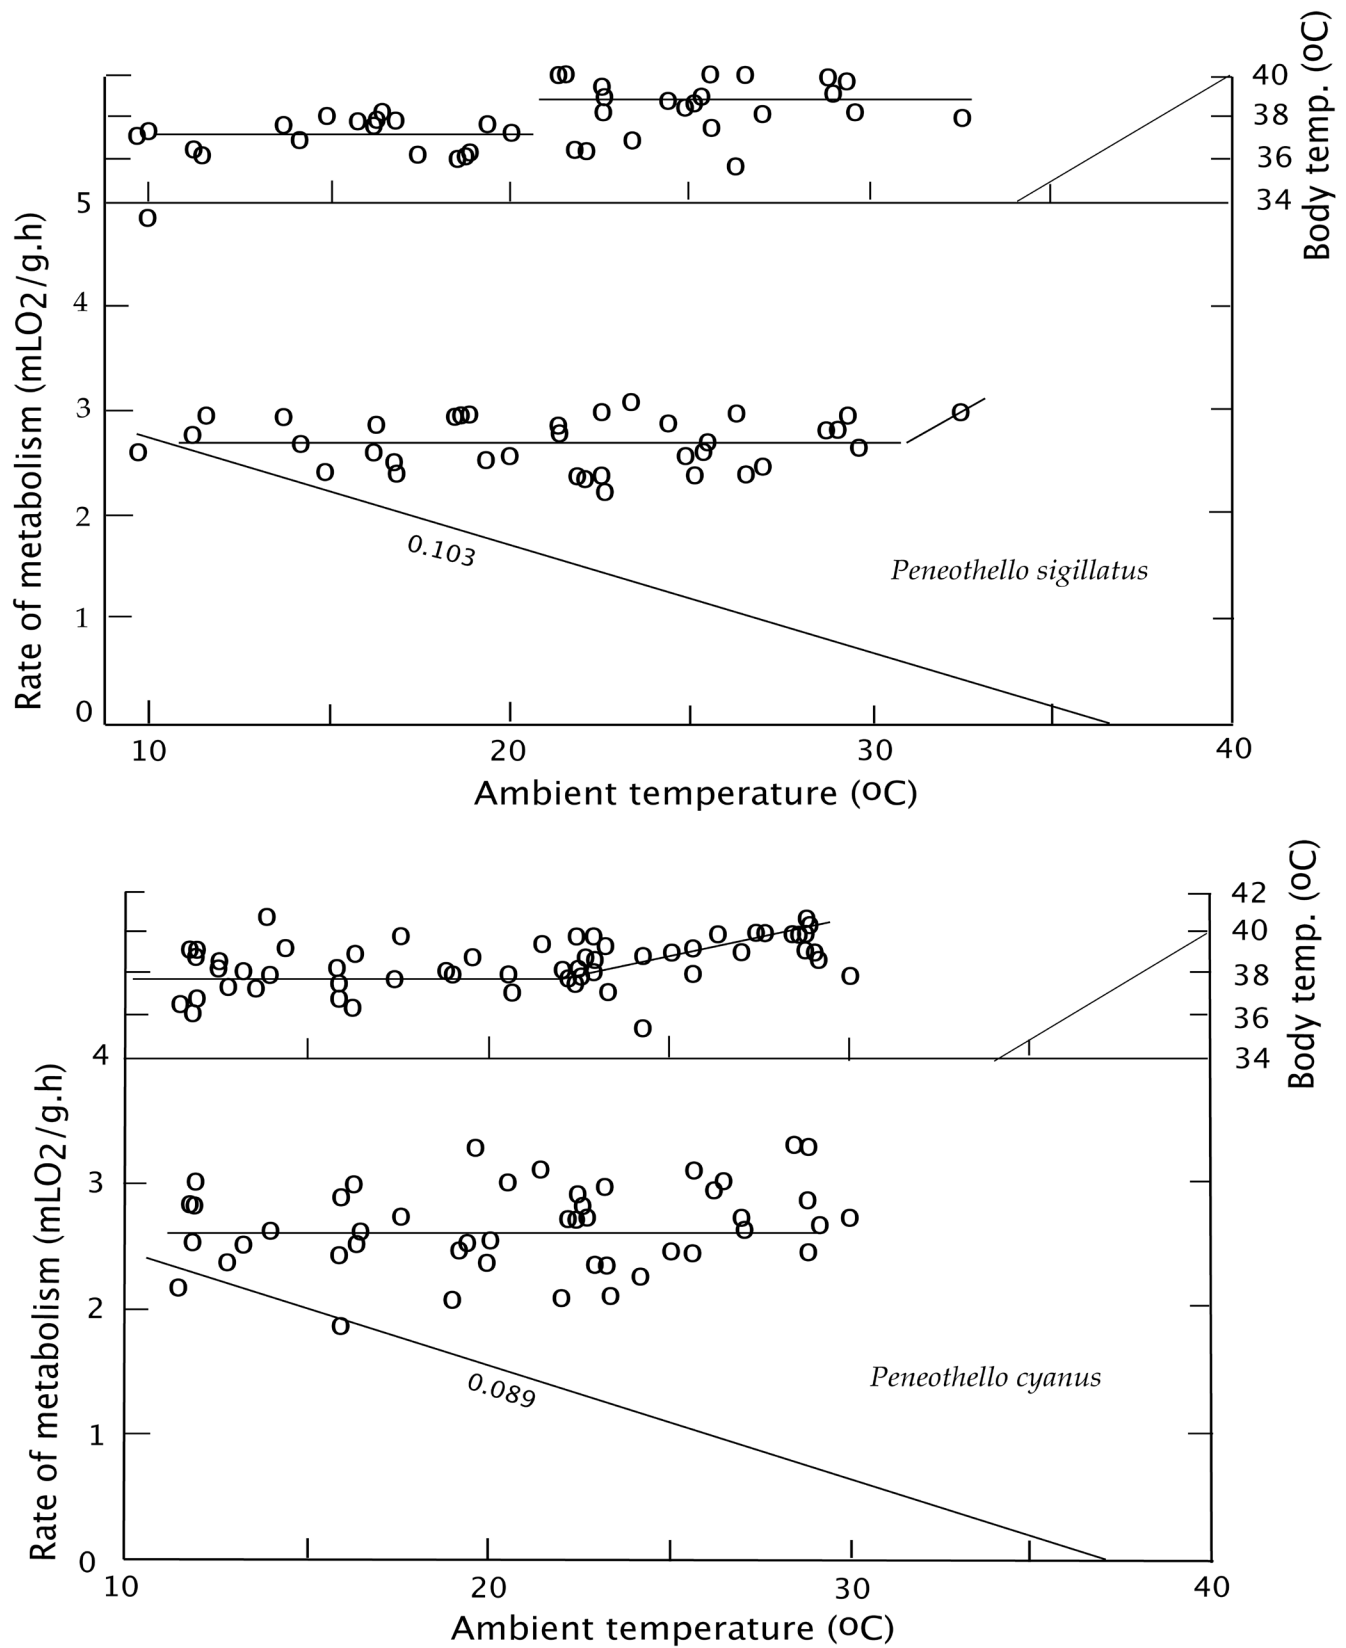 40
38
36
34
Body temp. (oC)
5
4
3
2
1
0
Rate of metabolism (mLO2/g.h)
0.103
Peneothello sigillatus
10 20 30 40
Ambient temperature (oC)
42
40
38
36
34
Body temp. (oC)
4
3
2
1
0
Rate of metabolism (mLO2/g.h)
0.089
Peneothello cyanus
10 20 30 40
Ambient temperature (oC)